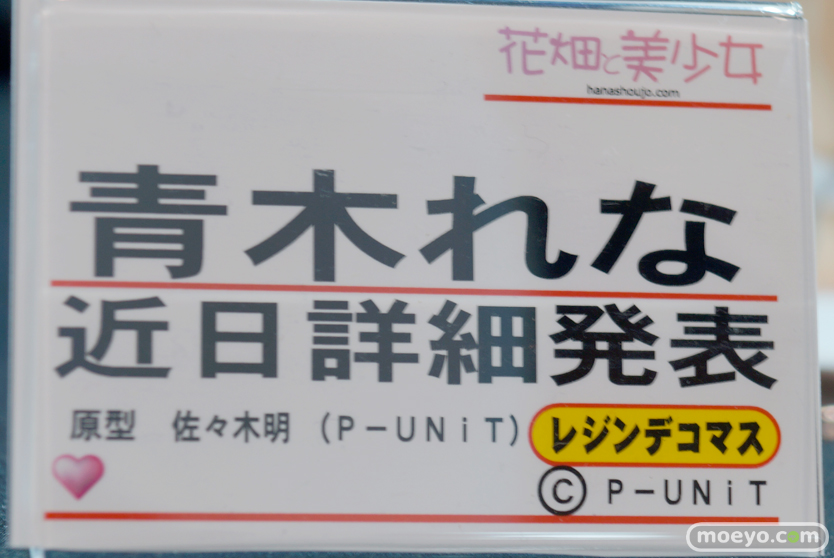 花畑と美少女
hanashoujo.com
青木れな
近日詳細発表
原型　佐々木明（P－UNiT）
レジンデコマス
©P－UNiT
moeyo.com